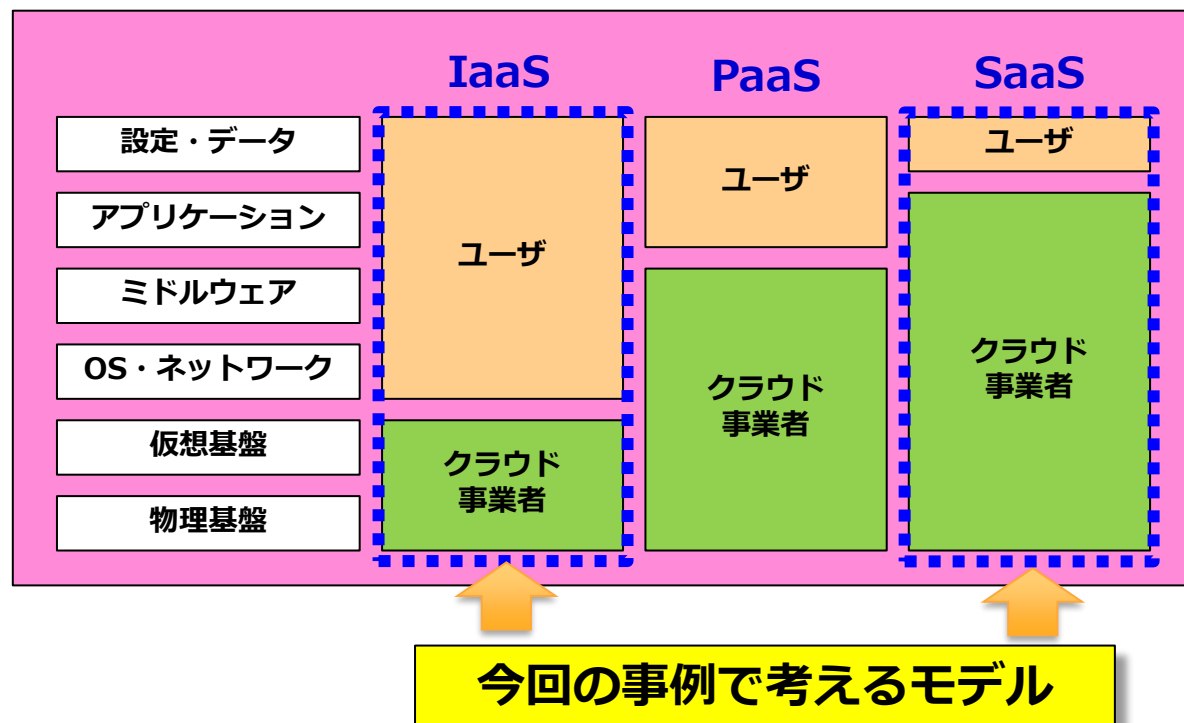 IaaS
PaaS
SaaS
設定・データ
アプリケーション
ミドルウェア
OS・ネットワーク
仮想基盤
物理基盤
ユーザ
クラウド
事業者
ユーザ
クラウド
事業者
ユーザ
クラウド
事業者
今回の事例で考えるモデル